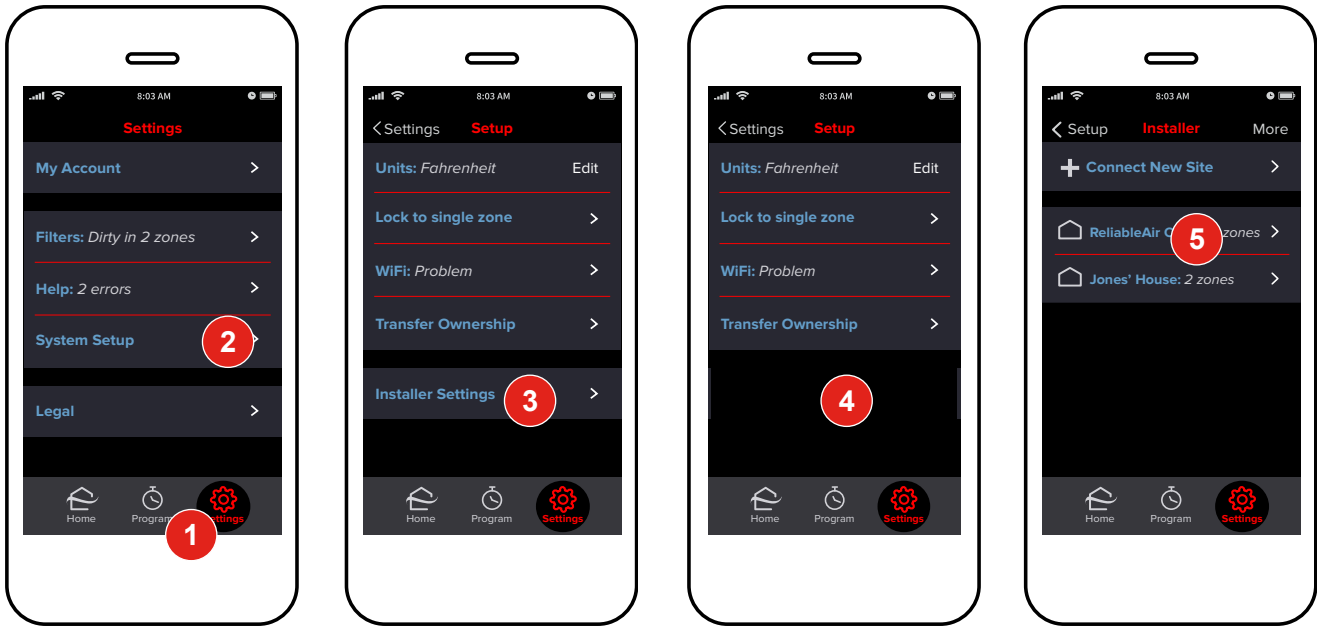 8:03 AM
Settings
My Account
Filters: Dirty in 2 zones
Help: 2 errors
System Setup
2
Legal
Home
Program
1
8:03 AM
Settings
Setup
Units: Fahrenheit
Edit
Lock to single zone
WiFi: Problem
Transfer Ownership
Installer Settings
3
Home
Program
Settings
8:03 AM
Settings
Setup
Units: Fahrenheit
Edit
Lock to single zone
WiFi: Problem
Transfer Ownership
4
Home
Program
Settings
8:03 AM
Setup
Installer
More
Connect New Site
ReliableAir
5
zones
Jones' House: 2 zones
Home
Program
Settings